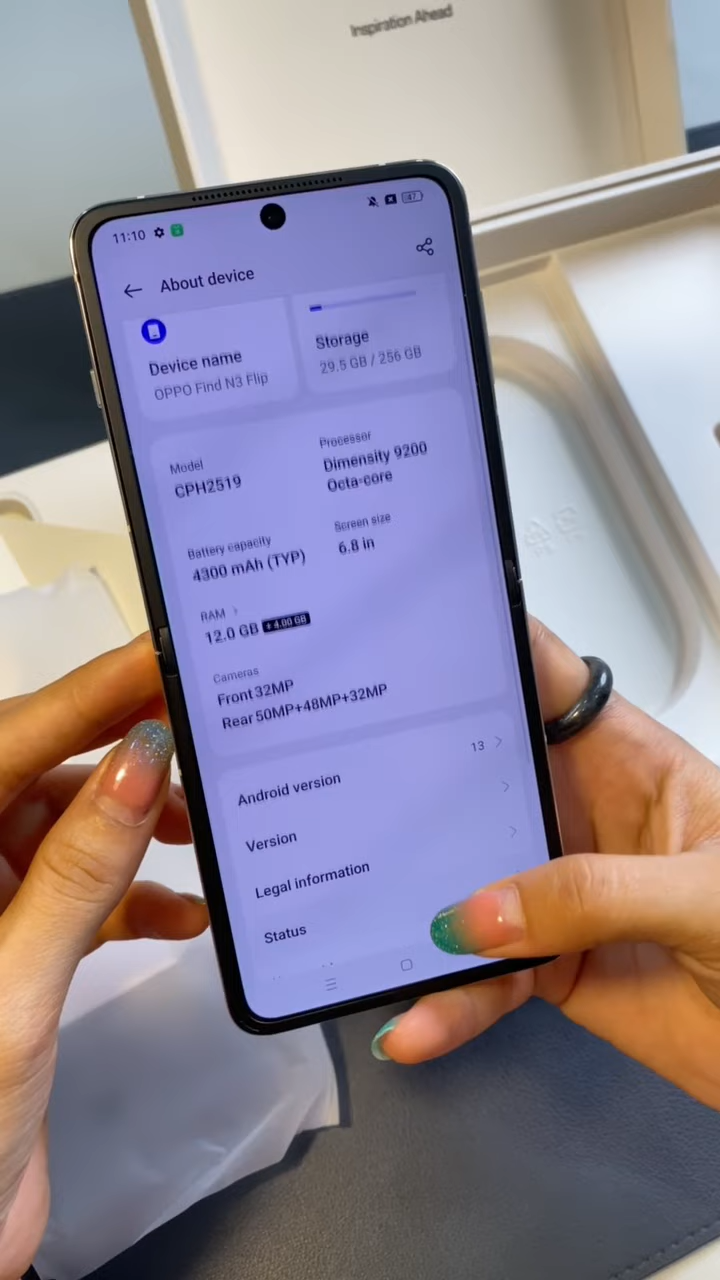 Inspiration Ahead
11:10
47
About device
Device name
OPPO Find N3 Flip
Storage
29.5 GB / 256 GB
Model
CPH2519
Processor
Dimensity 9200
Octa-core
Battery capacity
4300 mAh (TYP)
Screen size
6.8 in
RAM
12.0 GB + 4.00 GB
Cameras
Front 32MP
Rear 50MP+48MP+32MP
Android version 13
Version
Legal information
Status